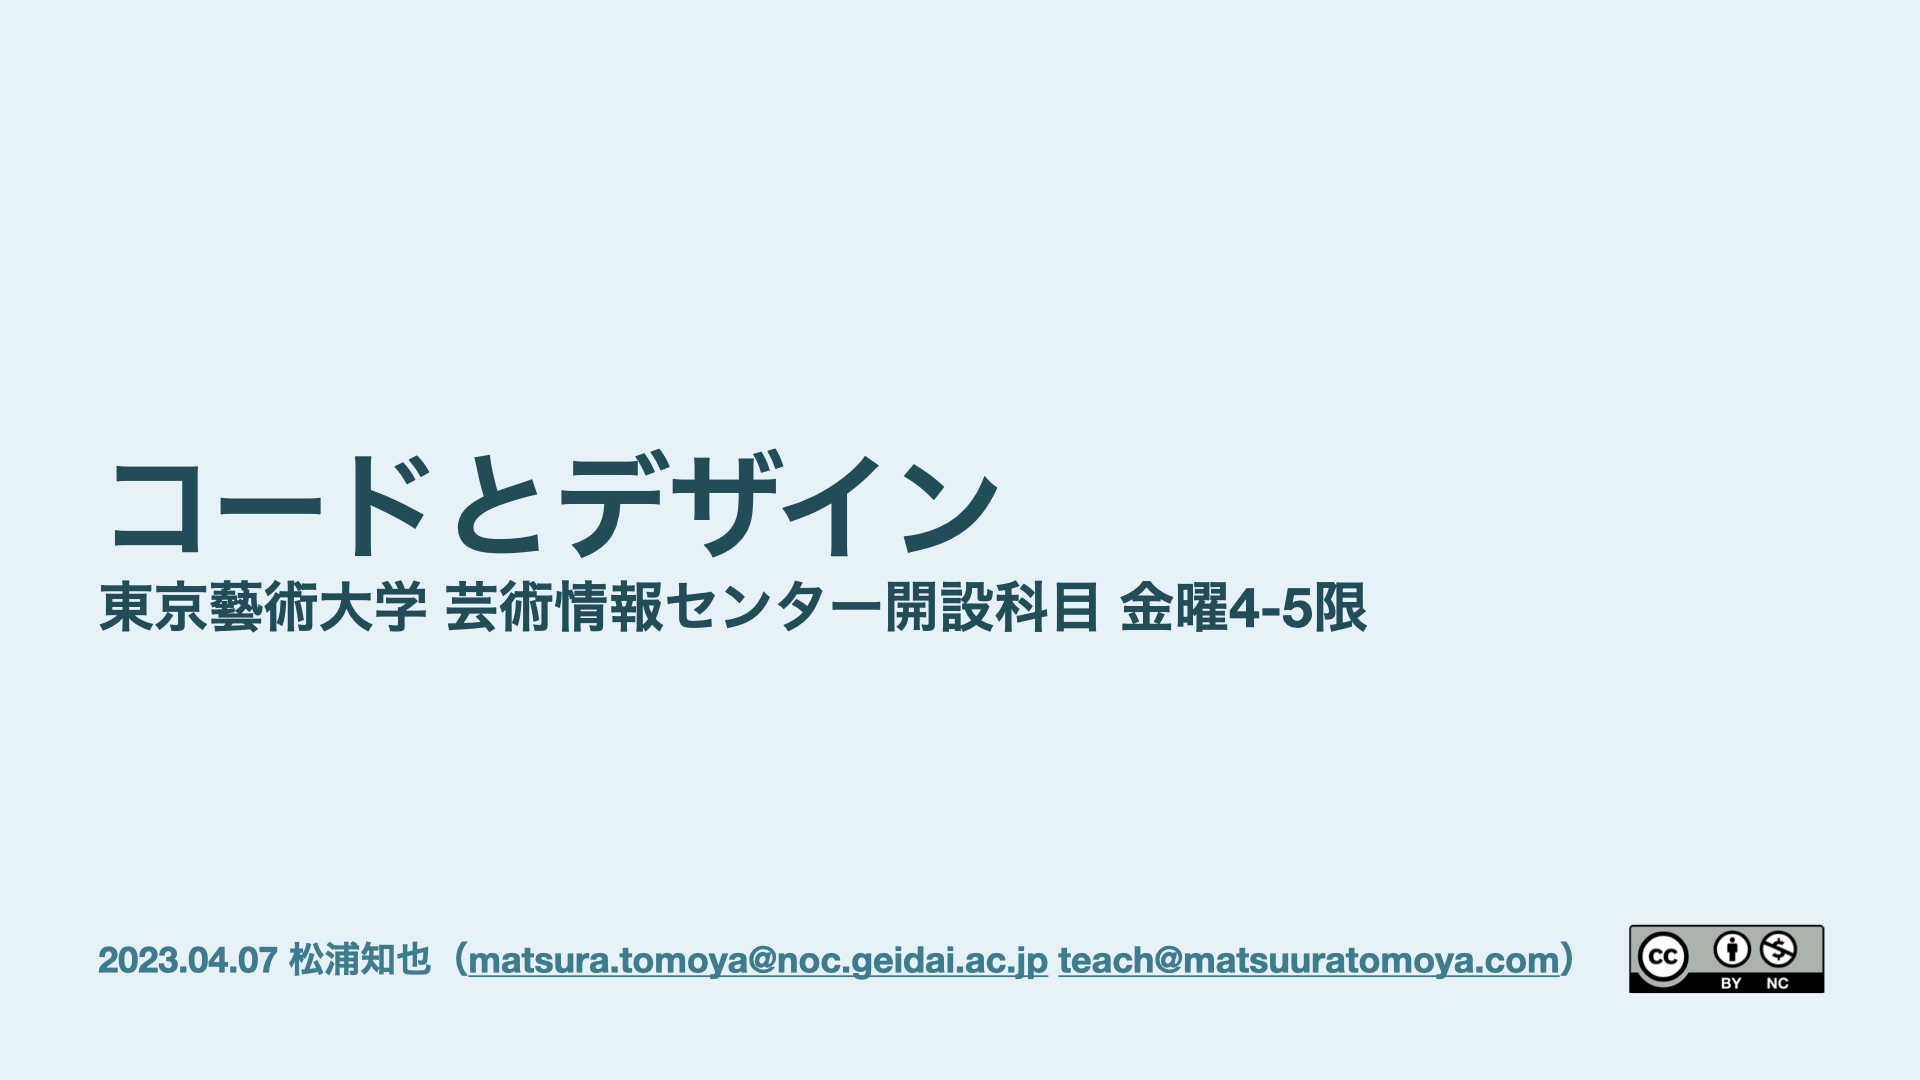 コードとデザイン
東京藝術大学 芸術情報センター開設科目 金曜4-5限
2023.04.07 松浦知也（matsura.tomoya@noc.geidai.ac.jp teach@matsuuratomoya.com）
CC BY NC